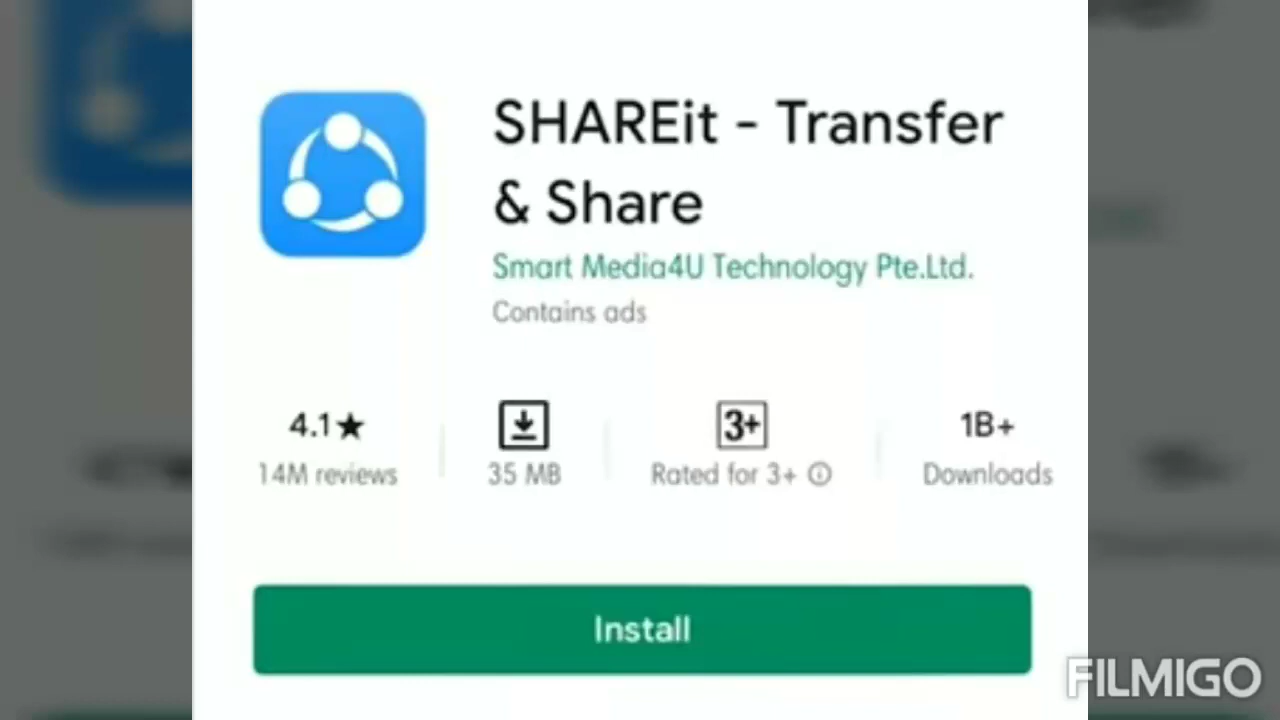 SHAREit - Transfer
& Share
Smart Media4U Technology Pte.Ltd.
Contains ads
4.1★
3+
1B+
14M reviews
35 MB
Rated for 3+
Downloads
Install
FILMIGO